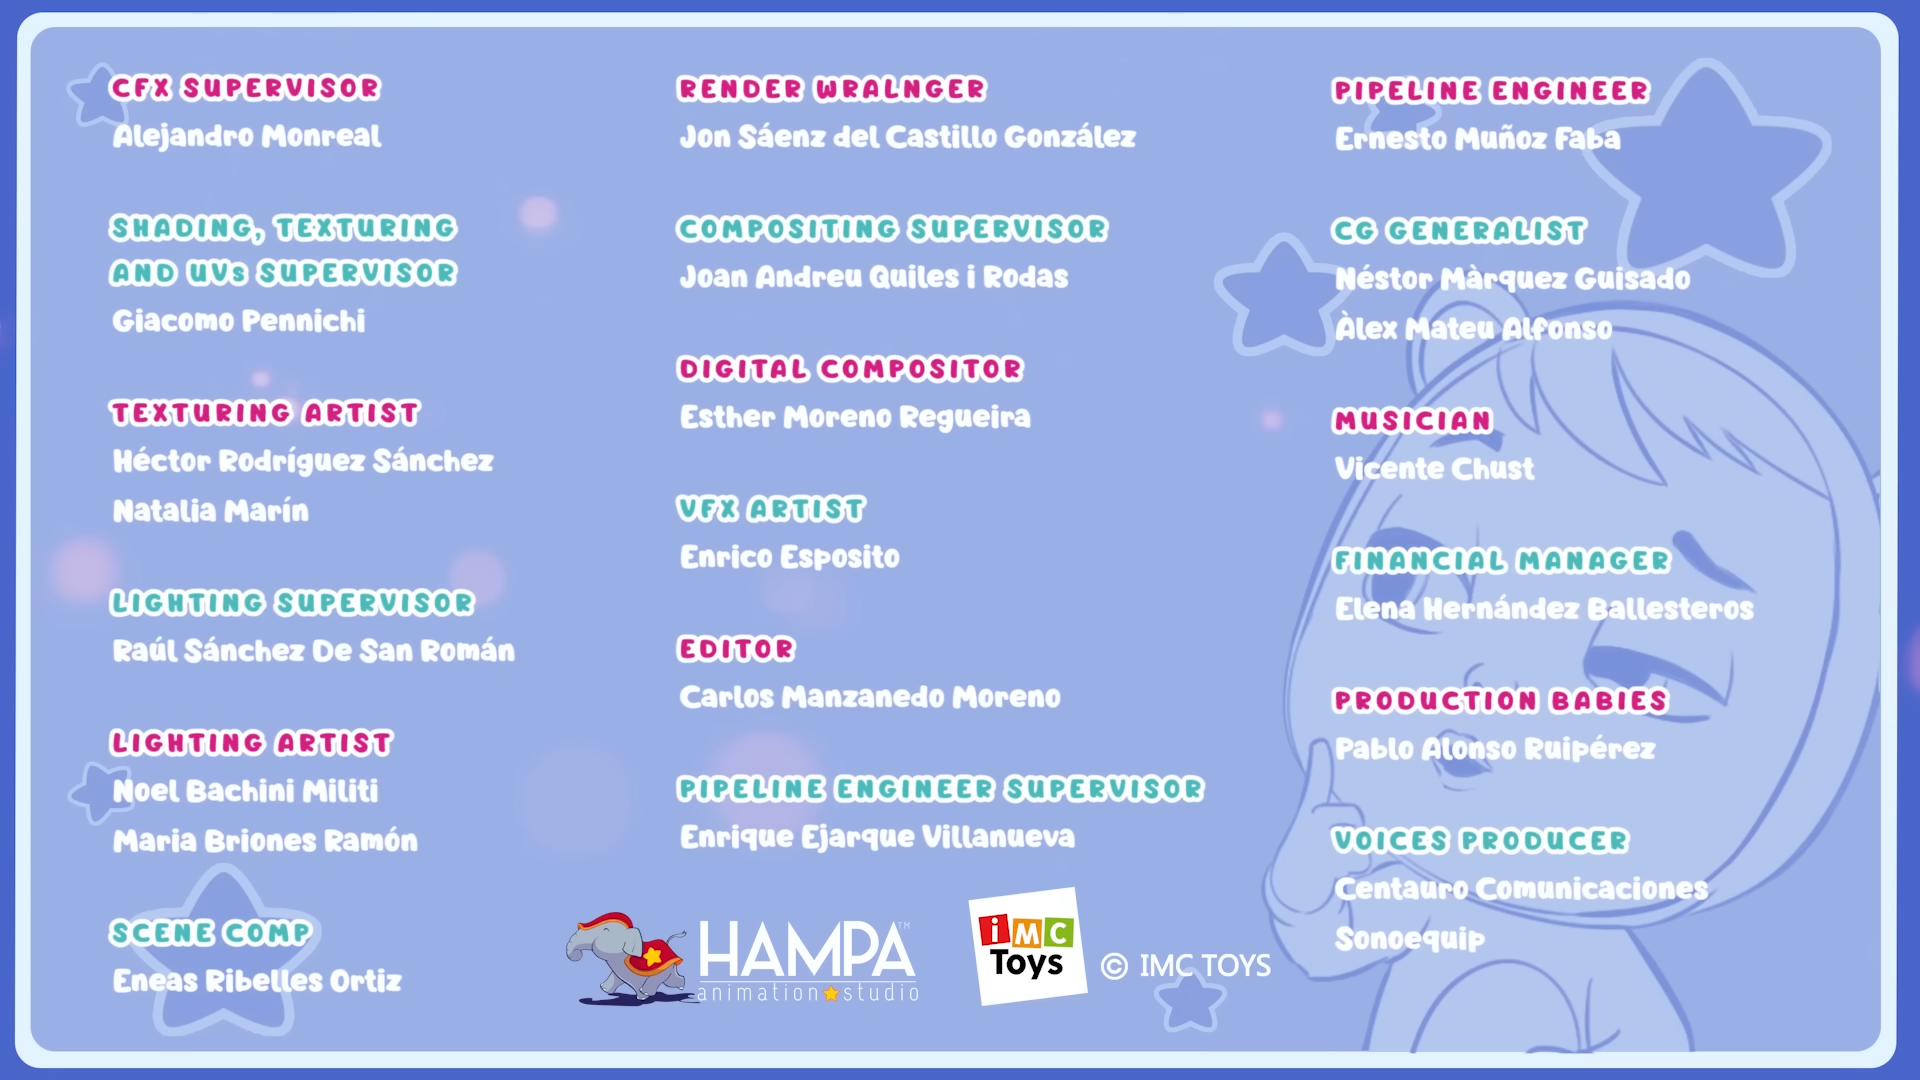 CFX SUPERVISOR
Alejandro Monreal
SHADING, TEXTURING
AND UVs SUPERVISOR
Giacomo Pennichi
TEXTURING ARTIST
Héctor Rodríguez Sánchez
Natalia Marín
LIGHTING SUPERVISOR
Raúl Sánchez De San Román
LIGHTING ARTIST
Noel Bachini Militi
Maria Briones Ramón
SCENE COMP
Eneas Ribelles Ortiz
RENDER WRALNGER
Jon Sáenz del Castillo González
COMPOSITING SUPERVISOR
Joan Andreu Quiles i Rodas
DIGITAL COMPOSITOR
Esther Moreno Regueira
VFX ARTIST
Enrico Esposito
EDITOR
Carlos Manzanedo Moreno
PIPELINE ENGINEER SUPERVISOR
Enrique Ejarque Villanueva
HAMPA™
animation studio
imc
Toys
© IMC TOYS
PIPELINE ENGINEER
Ernesto Muñoz Faba
CG GENERALIST
Néstor Màrquez Guisado
Àlex Mateu Alfonso
MUSICIAN
Vicente Chust
FINANCIAL MANAGER
Elena Hernández Ballesteros
PRODUCTION BABIES
Pablo Alonso Ruipérez
VOICES PRODUCER
Centauro Comunicaciones
Sonoequip